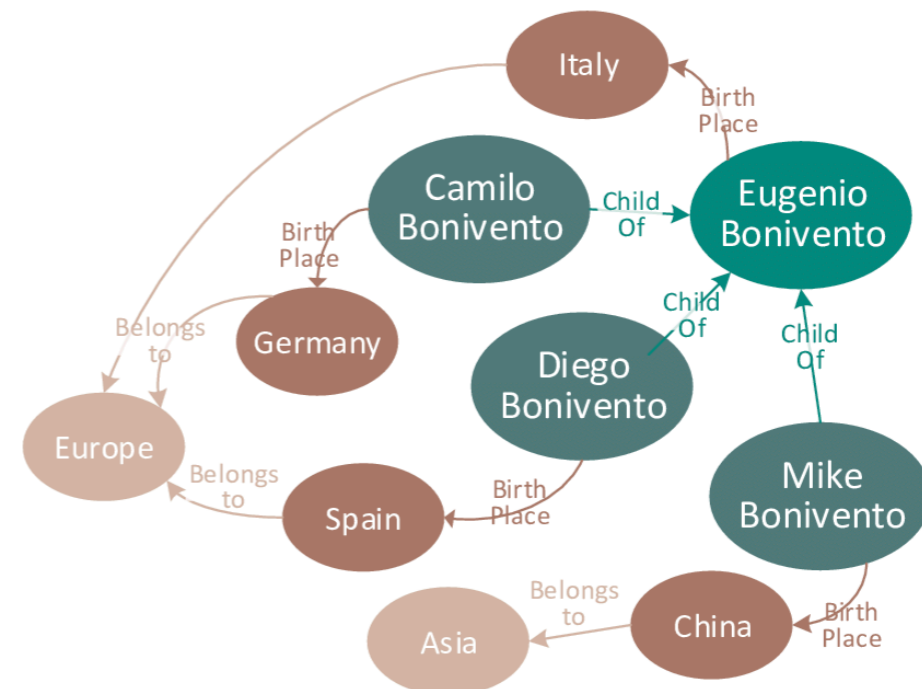 Italy
Birth
Place
Camilo
Bonivento
Child
Of
Eugenio
Bonivento
Birth
Place
Belongs
to
Germany
Child
Of
Child
Of
Diego
Bonivento
Europe
Belongs
to
Spain
Birth
Place
Mike
Bonivento
Belongs
to
Asia
China
Birth
Place